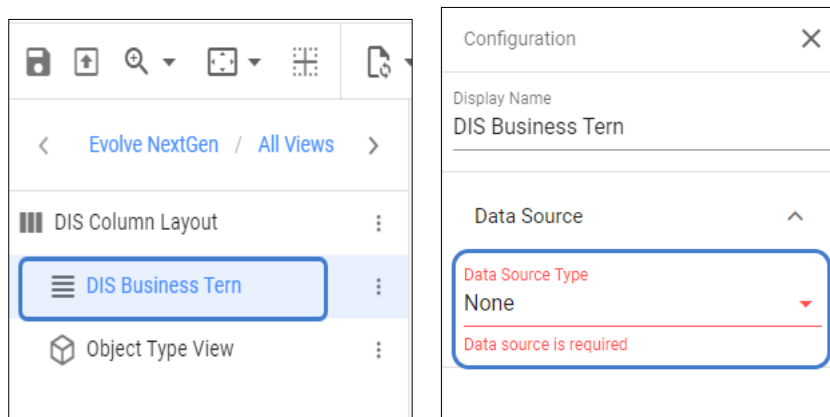 Evolve NextGen / All Views
DIS Column Layout
DIS Business Tern
Object Type View
Configuration
Display Name
DIS Business Tern
Data Source
Data Source Type
None
Data source is required